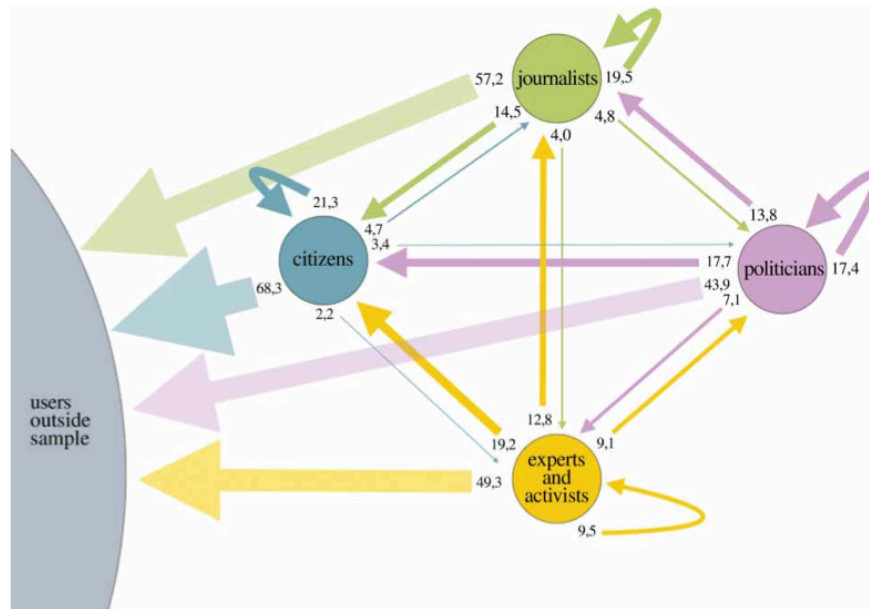 57,2
journalists
19,5
14,5
4,8
4,0
21,3
4,7
3,4
13,8
citizens
17,7
politicians
17,4
43,9
68,3
7,1
2,2
users
outside
sample
12,8
19,2
9,1
experts
and
activists
49,3
9,5